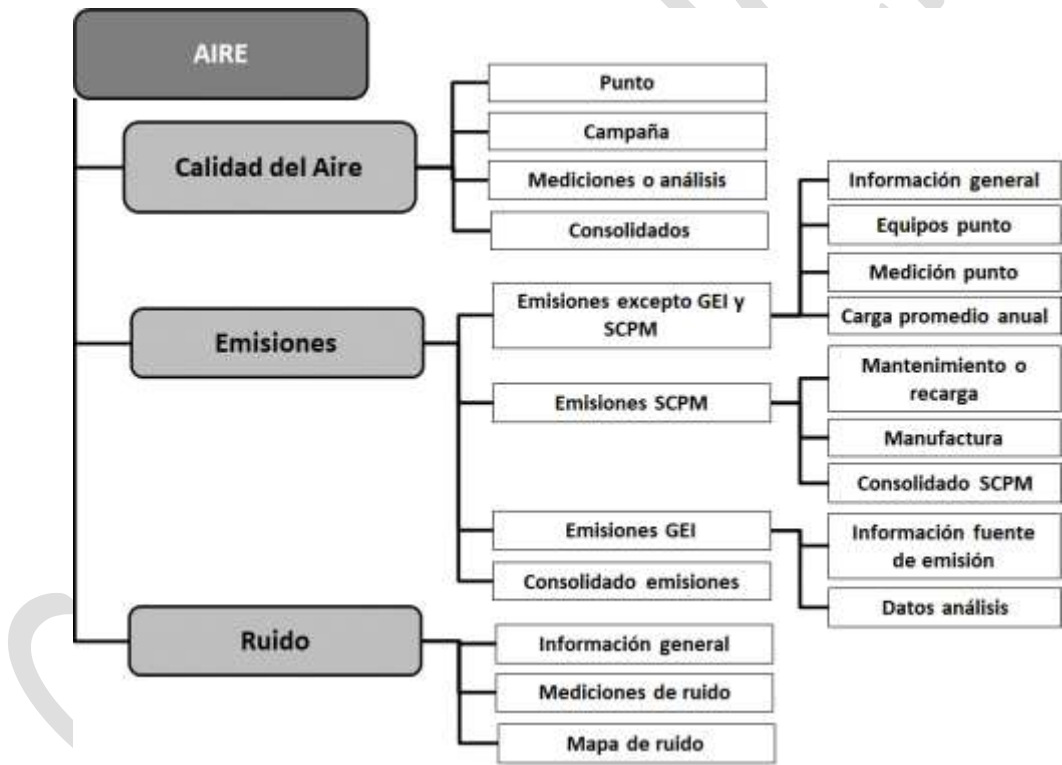 AIRE
Calidad del Aire
Punto
Campaña
Mediciones o análisis
Consolidados
Emisiones
Emisiones excepto GEI y
SCPM
Información general
Equipos punto
Medición punto
Carga promedio anual
Emisiones SCPM
Mantenimiento o
recarga
Manufactura
Consolidado SCPM
Emisiones GEI
Información fuente
de emisión
Datos análisis
Consolidado emisiones
Ruido
Información general
Mediciones de ruido
Mapa de ruido